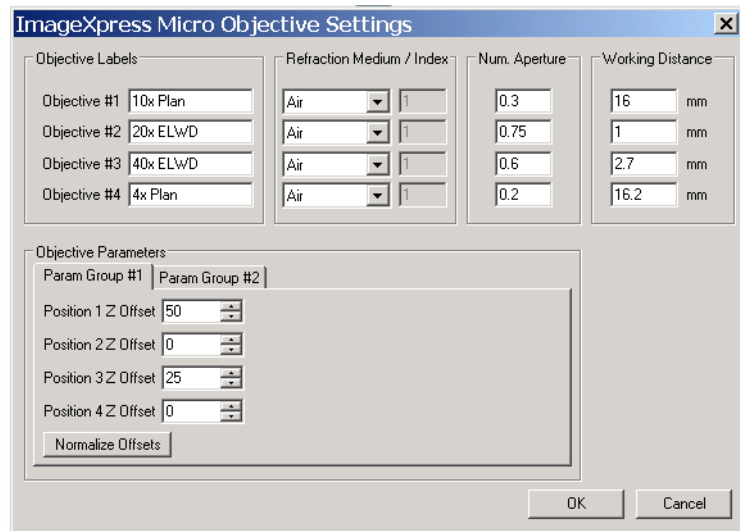 ImageXpress Micro Objective Settings
Objective Labels Refraction Medium / Index Num. Aperture Working Distance
Objective #1 10x Plan Air 1 0.3 16 mm
Objective #2 20x ELWD Air 1 0.75 1 mm
Objective #3 40x ELWD Air 1 0.6 2.7 mm
Objective #4 4x Plan Air 1 0.2 16.2 mm
Objective Parameters
Param Group #1 Param Group #2
Position 1 Z Offset 50
Position 2 Z Offset 0
Position 3 Z Offset 25
Position 4 Z Offset 0
Normalize Offsets
OK Cancel